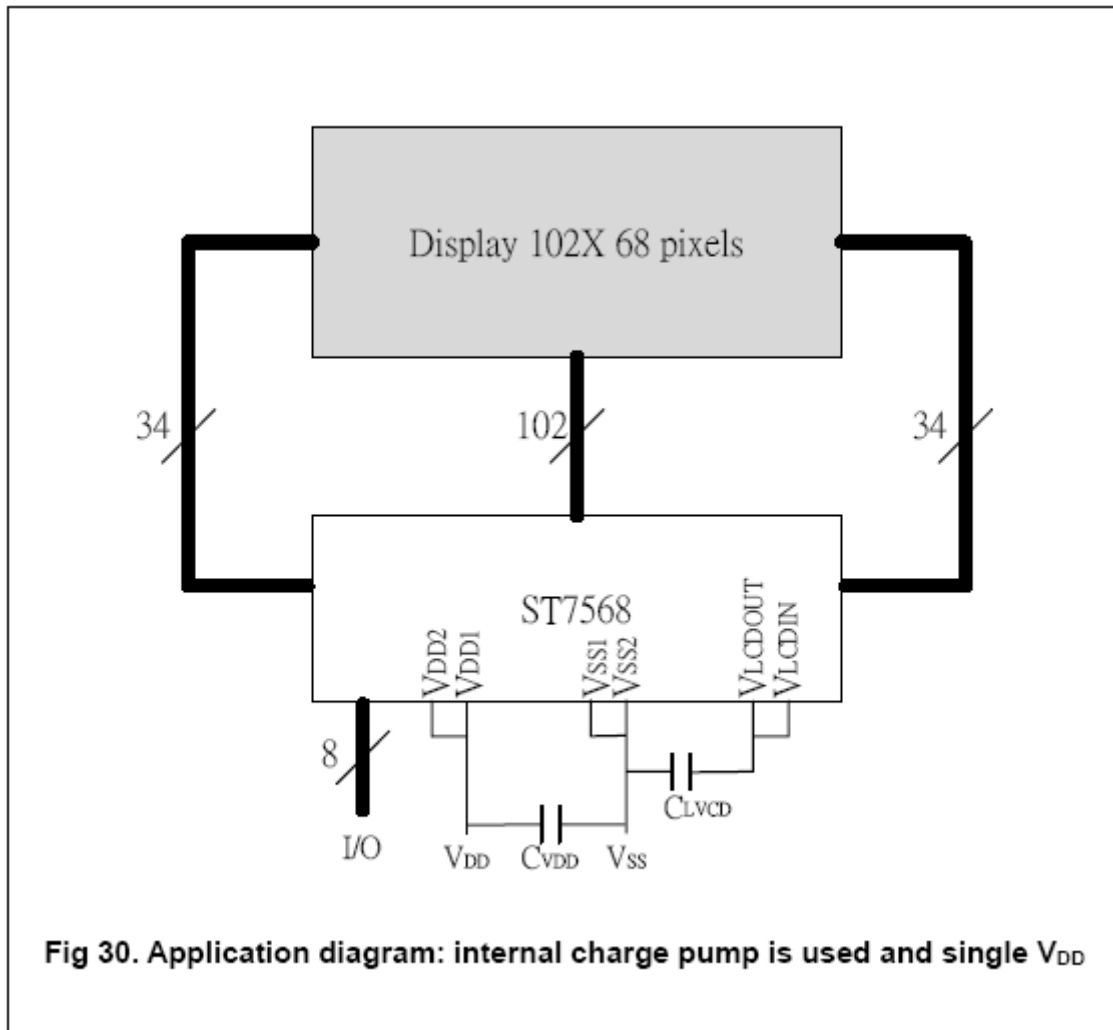 Display 102X 68 pixels
34
102
34
ST7568
VDD2
VDD1
VSS1
VSS2
VLCDOUT
VLCDIN
8
CLVCD
I/O
VDD
CVDD
VSS
Fig 30. Application diagram: internal charge pump is used and single VDD